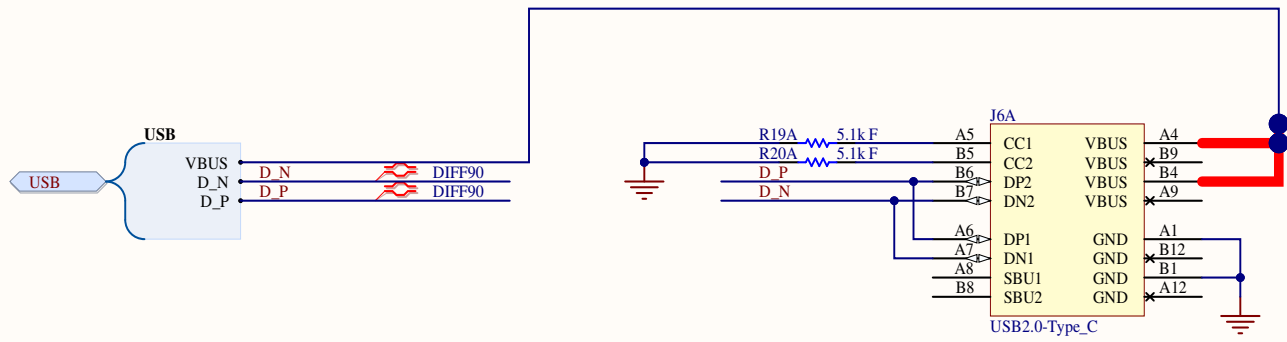 J6A
USB
R19A 5.1k F A5 CC1 VBUS A4
VBUS R20A 5.1k F B5 CC2 VBUS B9
USB D_N D_N DIFF90 D_P B6 DP2 VBUS B4
D_P D_P DIFF90 D_N B7 DN2 VBUS A9
A6 DP1 GND A1
A7 DN1 GND B12
A8 SBU1 GND B1
B8 SBU2 GND A12
USB2.0-Type_C